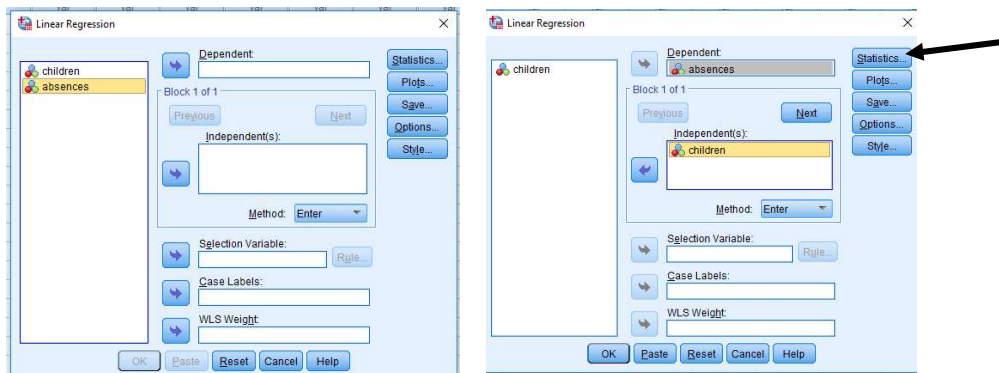 Linear Regression
children
absences
Dependent:
Block 1 of 1
Previous
Next
Independent(s):
Method: Enter
Selection Variable:
Rule...
Case Labels:
WLS Weight:
Statistics...
Plots...
Save...
Options...
Style...
OK Paste Reset Cancel Help
Linear Regression
children
Dependent:
absences
Block 1 of 1
Previous
Next
Independent(s):
children
Method: Enter
Selection Variable:
Rule...
Case Labels:
WLS Weight:
Statistics...
Plots...
Save...
Options...
Style...
OK Paste Reset Cancel Help